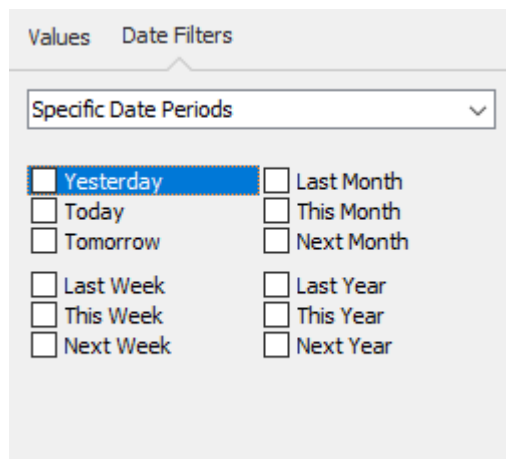 Values Date Filters
Specific Date Periods
Yesterday
Today
Tomorrow
Last Week
This Week
Next Week
Last Month
This Month
Next Month
Last Year
This Year
Next Year